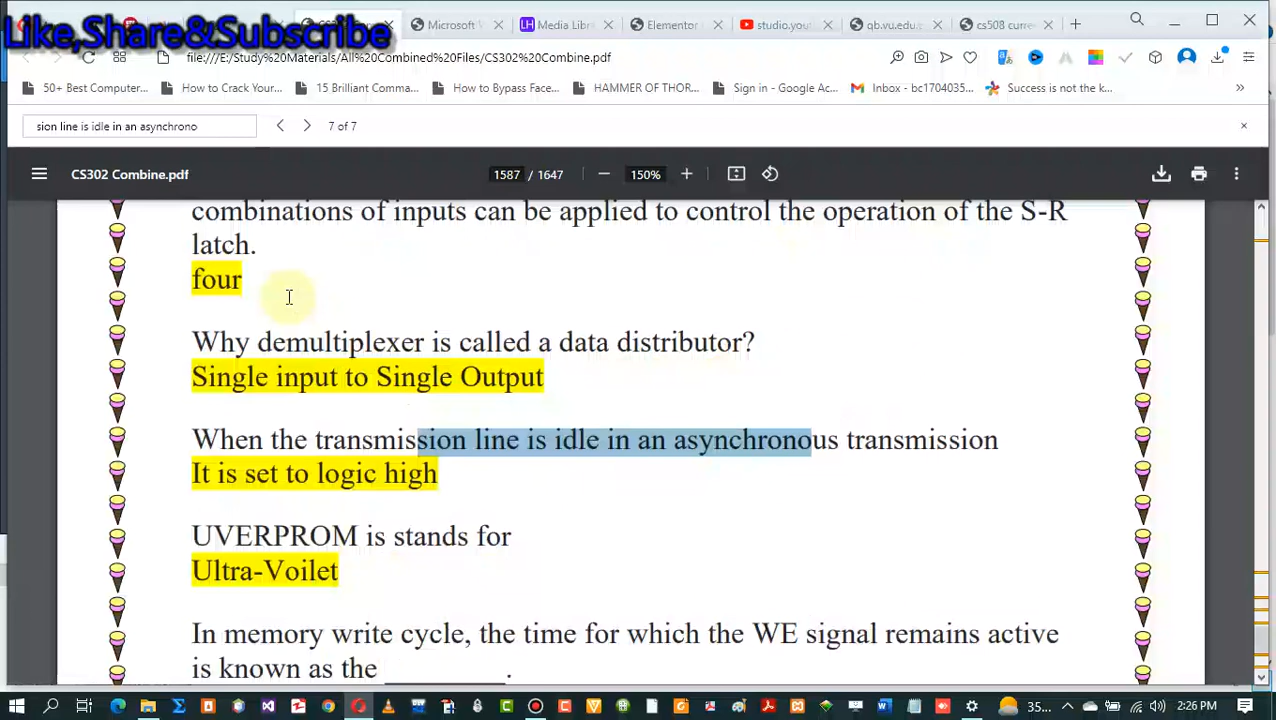 Like,Share&Subscribe
Microsoft W
Media Libr
Elementor
studio.yout
qb.vu.edu.
cs508 curre
file:///E:/Study%20Materials/All%20Combined%20Files/CS302%20Combine.pdf
50+ Best Computer...
How to Crack Your...
15 Brilliant Comma...
How to Bypass Face...
HAMMER OF THOR...
Sign in - Google Ac...
Inbox - bc1704035...
Success is not the k...
sion line is idle in an asynchrono
7 of 7
CS302 Combine.pdf
1587 / 1647
150%
combinations of inputs can be applied to control the operation of the S-R
latch.
four
Why demultiplexer is called a data distributor?
Single input to Single Output
When the transmission line is idle in an asynchronous transmission
It is set to logic high
UVERPROM is stands for
Ultra-Voilet
In memory write cycle, the time for which the WE signal remains active
is known as the ________.
35...
2:26 PM